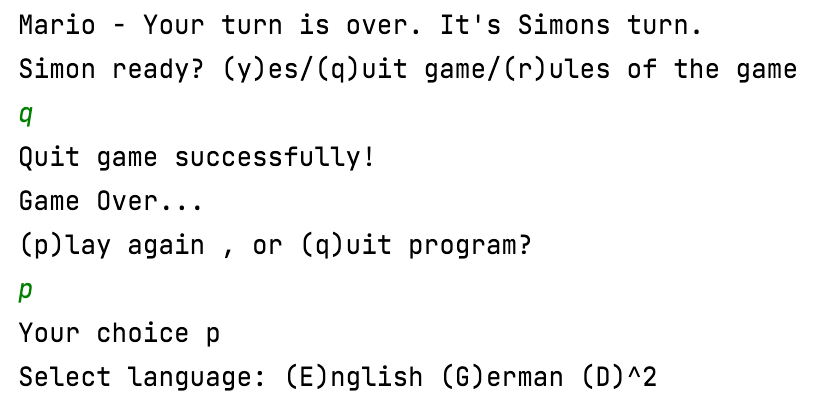 Mario - Your turn is over. It's Simons turn.
Simon ready? (y)es/(q)uit game/(r)ules of the game
q
Quit game successfully!
Game Over...
(p)lay again , or (q)uit program?
p
Your choice p
Select language: (E)nglish (G)erman (D)^2